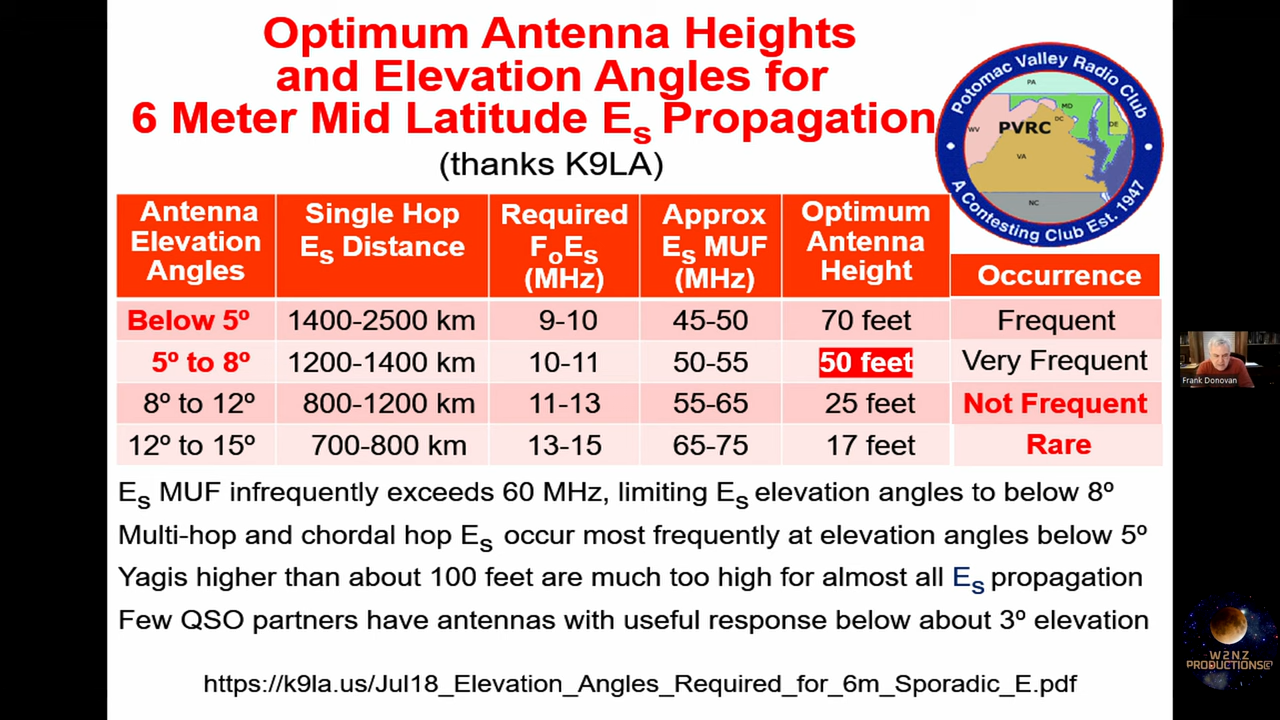 Optimum Antenna Heights
and Elevation Angles for
6 Meter Mid Latitude Es Propagation
(thanks K9LA)
Potomac Valley Radio Club
A Contesting Club Est. 1947
PVRC
PA
MD
DC
DE
WV
VA
NC
Antenna Elevation Angles Single Hop Es Distance Required FoEs (MHz) Approx Es MUF (MHz) Optimum Antenna Height Occurrence
Below 5º 1400-2500 km 9-10 45-50 70 feet Frequent
5º to 8º 1200-1400 km 10-11 50-55 50 feet Very Frequent
8º to 12º 800-1200 km 11-13 55-65 25 feet Not Frequent
12º to 15º 700-800 km 13-15 65-75 17 feet Rare
Es MUF infrequently exceeds 60 MHz, limiting Es elevation angles to below 8º
Multi-hop and chordal hop Es occur most frequently at elevation angles below 5º
Yagis higher than about 100 feet are much too high for almost all Es propagation
Few QSO partners have antennas with useful response below about 3º elevation
https://k9la.us/Jul18_Elevation_Angles_Required_for_6m_Sporadic_E.pdf
Frank Donovan
W2NZ
PRODUCTIONS©